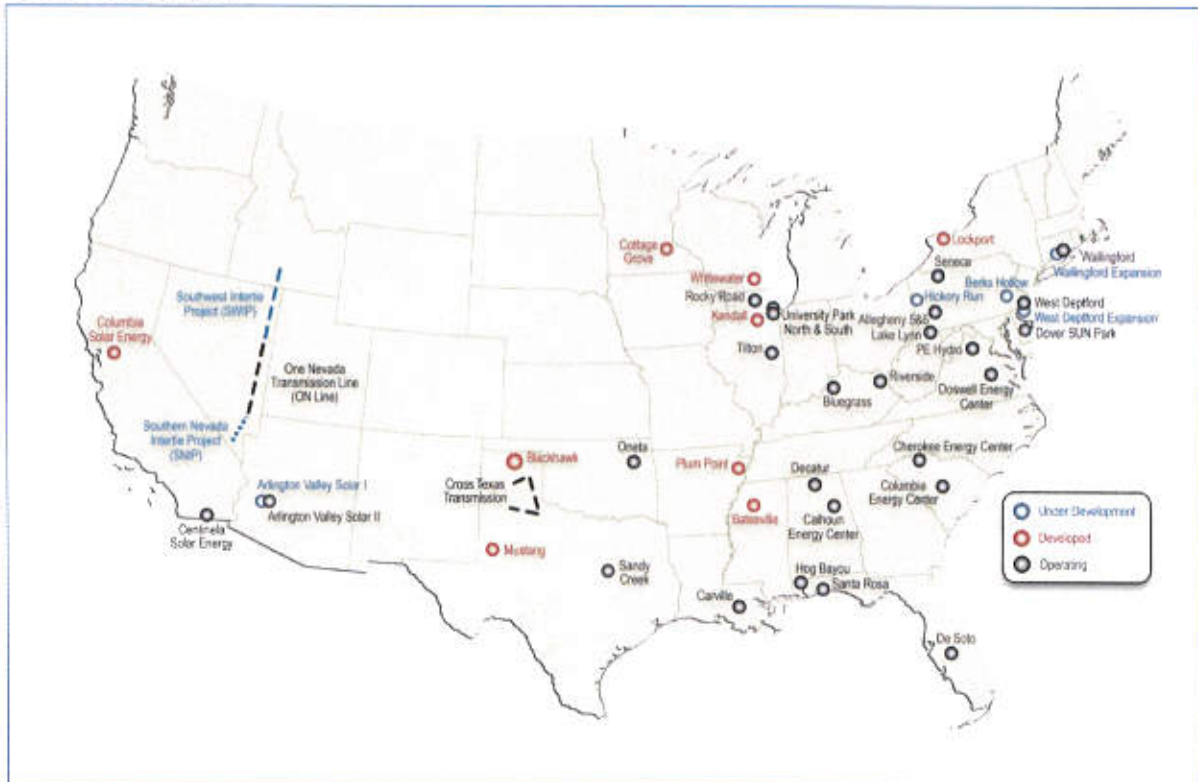 Lockport
Seneca
Wallingford
Wallingford Expansion
Cottage
Grove
Whitewater
Rocky Road
Kendall
University Park
North & South
Tilton
Berks Hollow
Hickory Run
Allegheny 5&6
Lake Lynn
West Deptford
West Deptford Expansion
Dover SUN Park
PE Hydro
Riverside
Bluegrass
Doswell Energy
Center
Southwest Intertie
Project (SWIP)
Columbia
Solar Energy
One Nevada
Transmission Line
(ON Line)
Southern Nevada
Intertie Project
(SNIP)
Arlington Valley Solar I
Arlington Valley Solar II
Centinela
Solar Energy
Blackhawk
Cross Texas
Transmission
Oneta
Mustang
Sandy
Creek
Plum Point
Batesville
Decatur
Calhoun
Energy Center
Cherokee Energy Center
Columbia
Energy Center
Carville
Hog Bayou
Santa Rosa
De Soto
Under Development
Developed
Operating